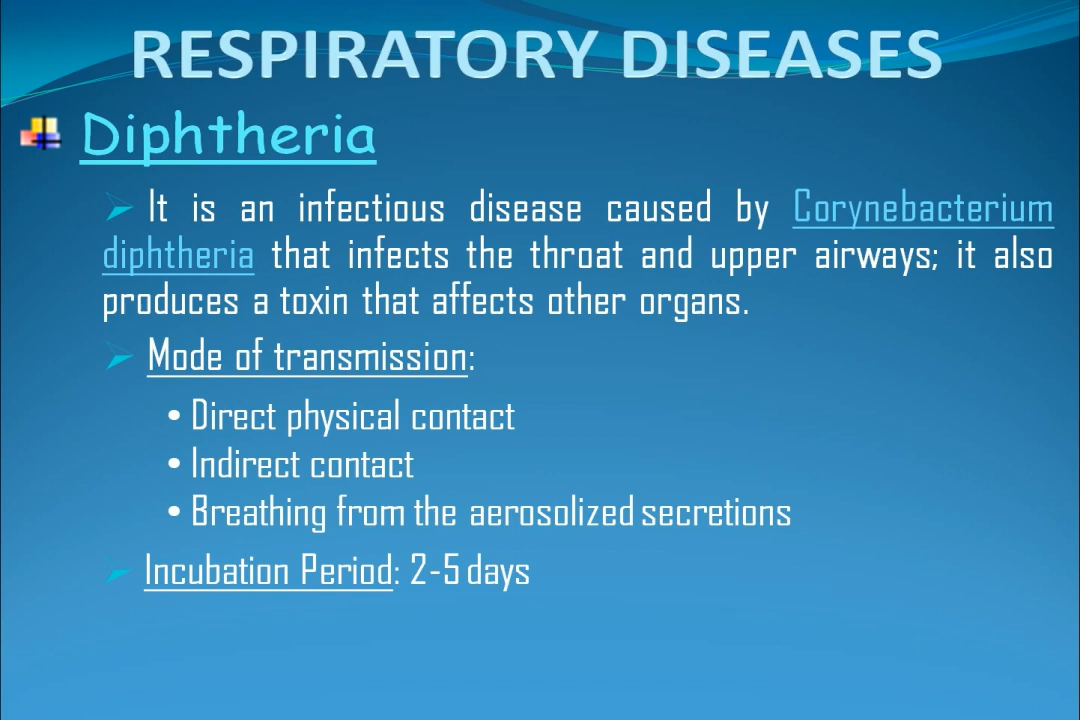 RESPIRATORY DISEASES
Diphtheria
It is an infectious disease caused by Corynebacterium
diphtheria that infects the throat and upper airways; it also
produces a toxin that affects other organs.
Mode of transmission:
• Direct physical contact
• Indirect contact
• Breathing from the aerosolized secretions
Incubation Period: 2-5 days